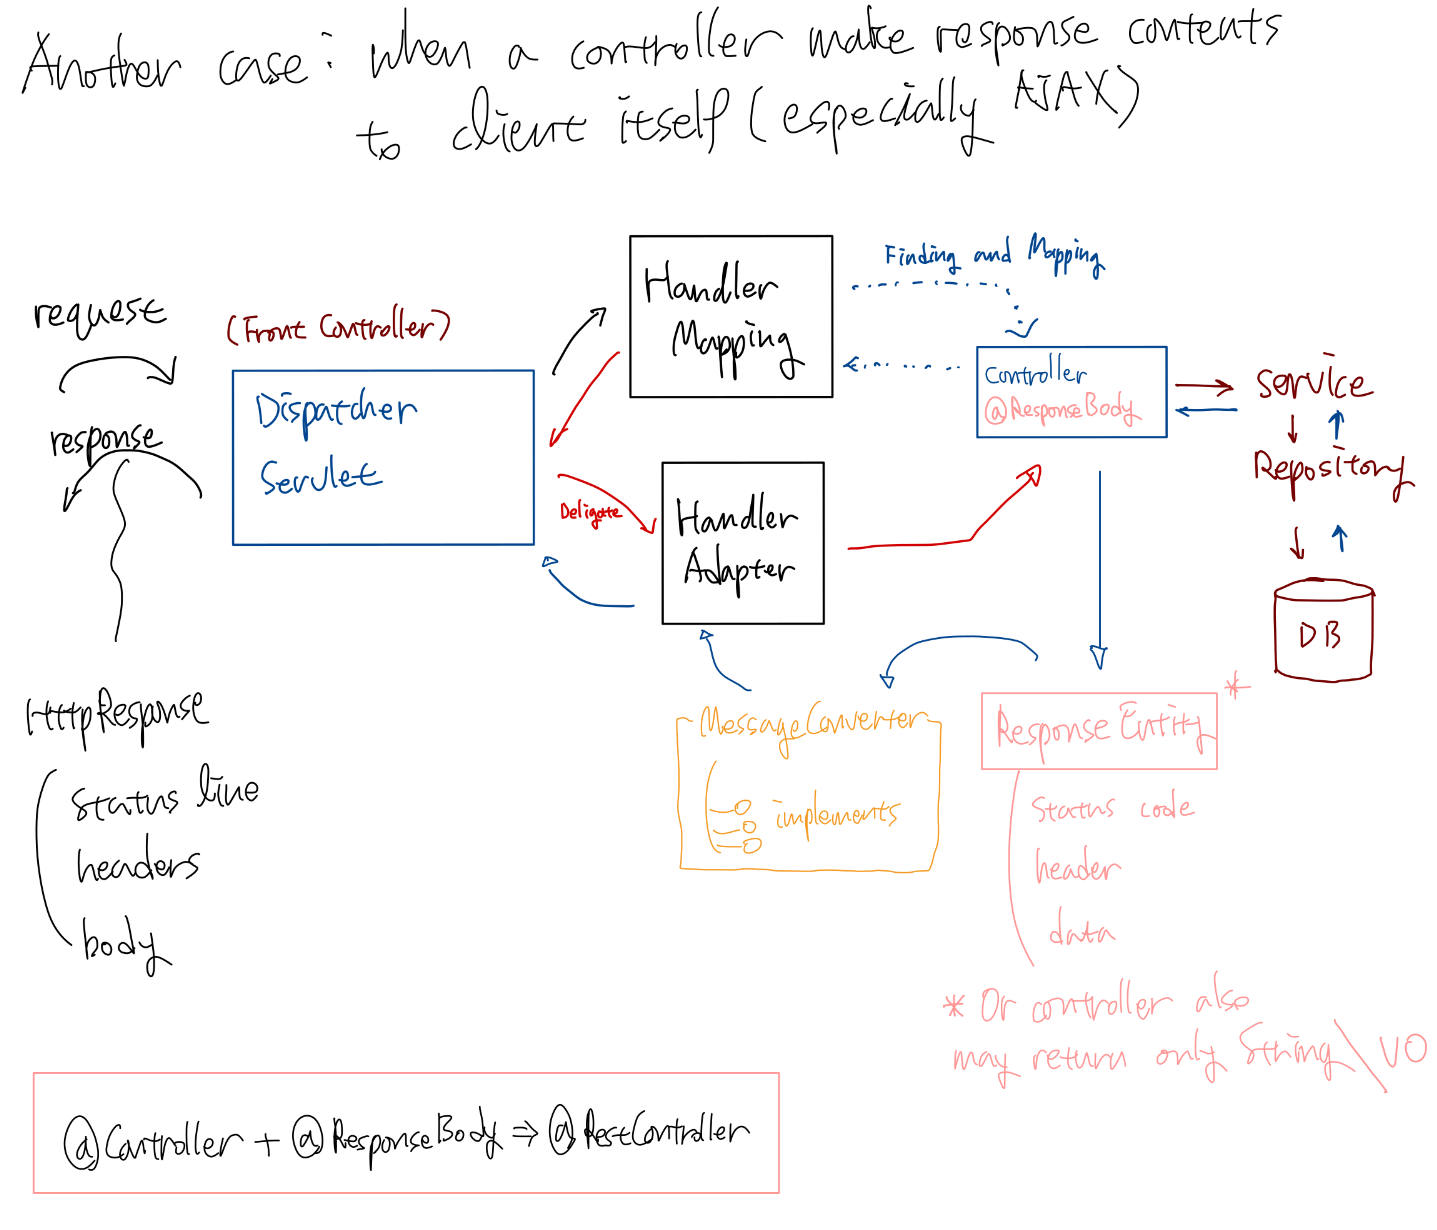 Another case: when a controller make response contents
to client itself (especially AJAX)
request
response
(Front Controller)
Dispatcher
Servlet
Handler
Mapping
Finding and Mapping
Controller
@ResponseBody
Service
Repository
DB
Deligate
Handler
Adapter
HttpResponse
Status line
headers
body
MessageConverter
implements
ResponseEntity *
Status code
header
data
* Or controller also
may return only String\VO
@Controller + @ResponseBody ⇒ @RestController